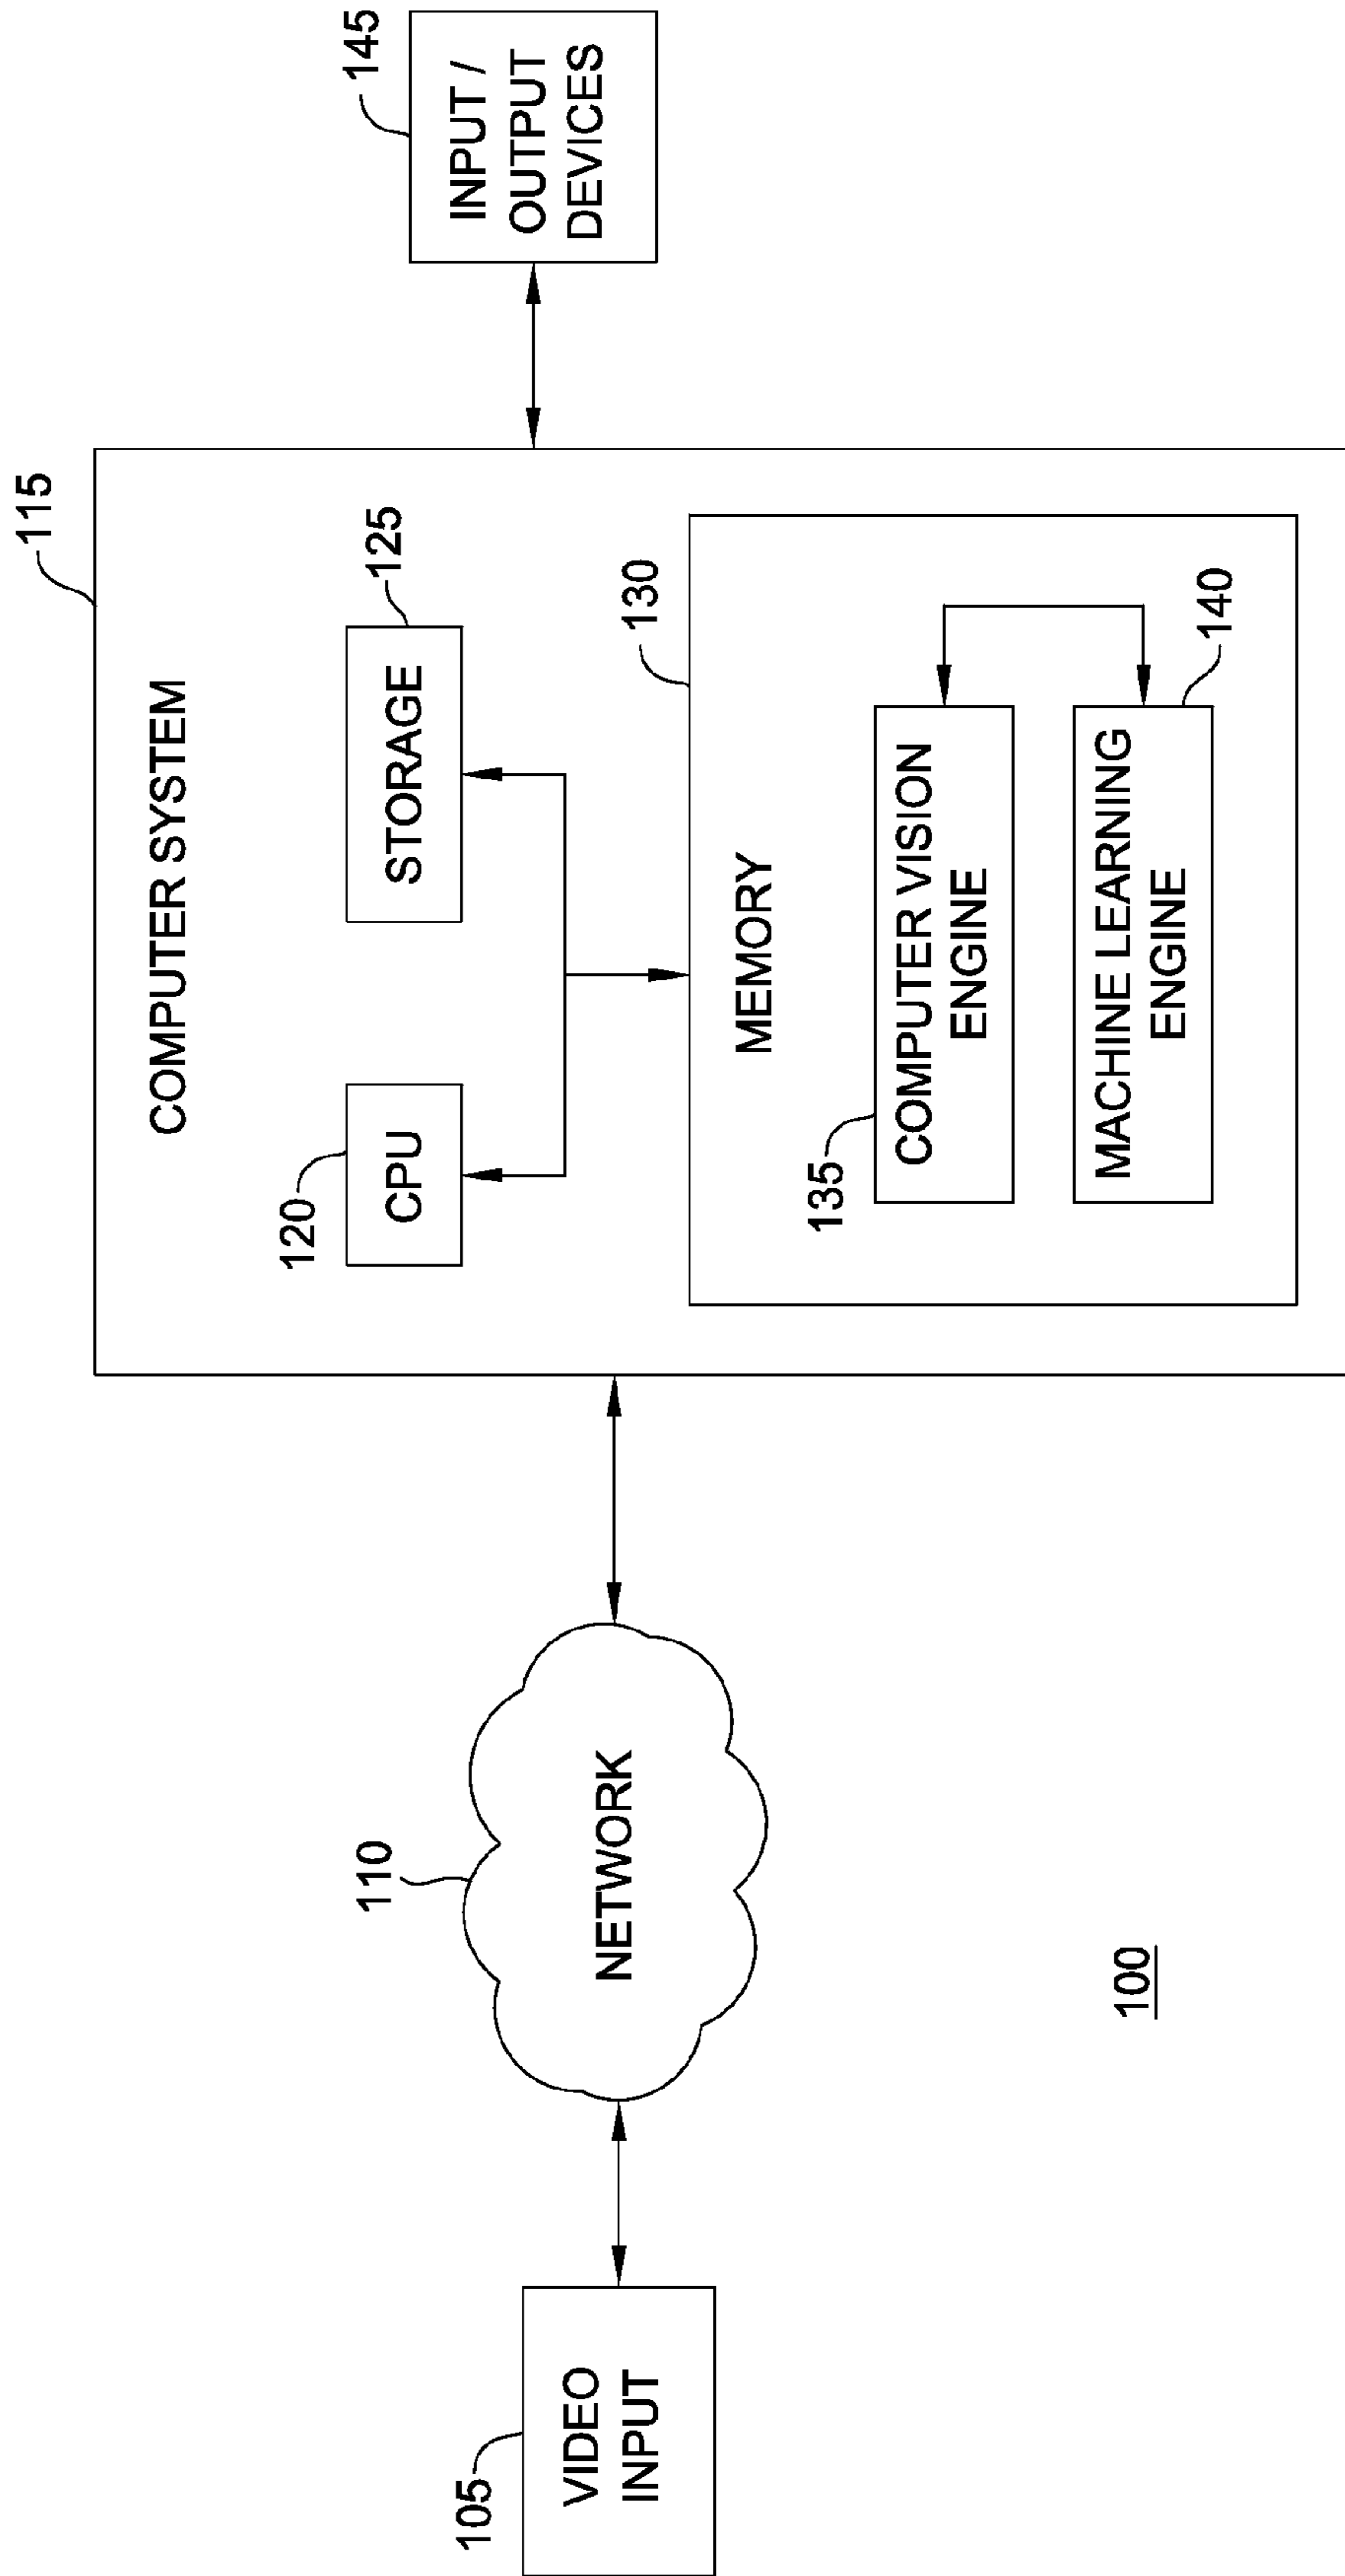 105
VIDEO
INPUT
110
NETWORK
100
115
COMPUTER SYSTEM
120
CPU
125
STORAGE
130
MEMORY
135
COMPUTER VISION
ENGINE
MACHINE LEARNING
ENGINE
140
145
INPUT /
OUTPUT
DEVICES